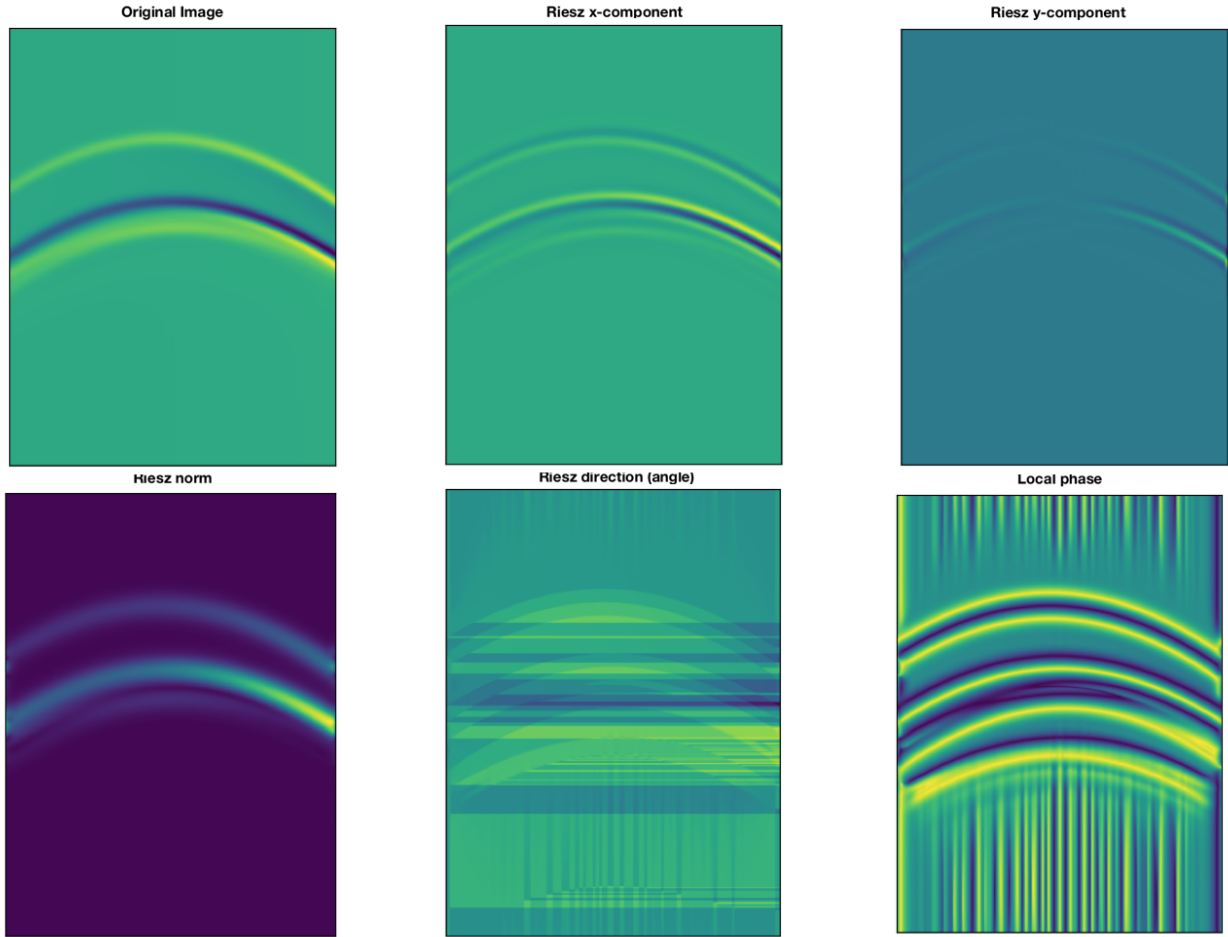 Original Image
Riesz x-component
Riesz y-component
Riesz norm
Riesz direction (angle)
Local phase